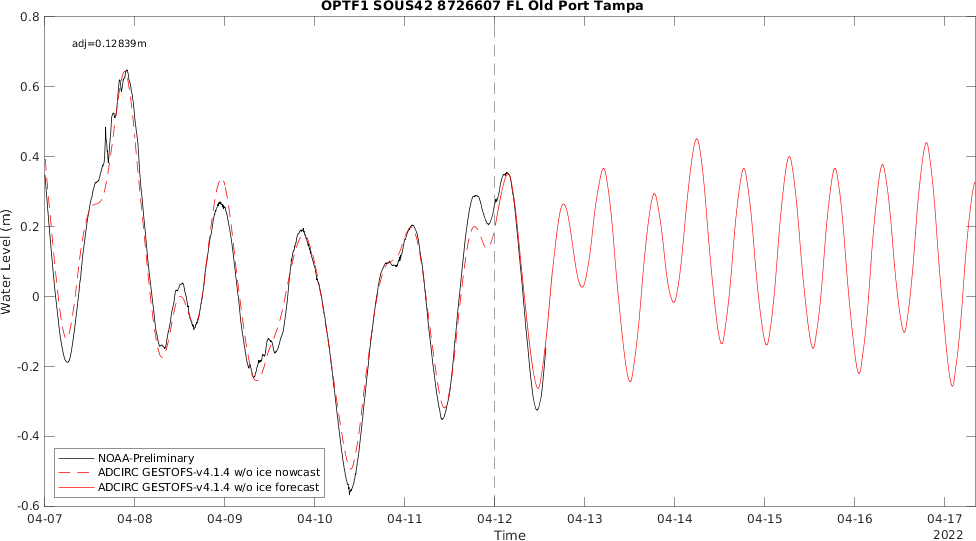 OPTF1 SOUS42 8726607 FL Old Port Tampa
adj=0.12839m
0.8
0.6
0.4
0.2
0
-0.2
-0.4
-0.6
Water Level (m)
NOAA-Preliminary
ADCIRC GESTOFS-v4.1.4 w/o ice nowcast
ADCIRC GESTOFS-v4.1.4 w/o ice forecast
04-07 04-08 04-09 04-10 04-11 04-12 04-13 04-14 04-15 04-16 04-17
Time
2022